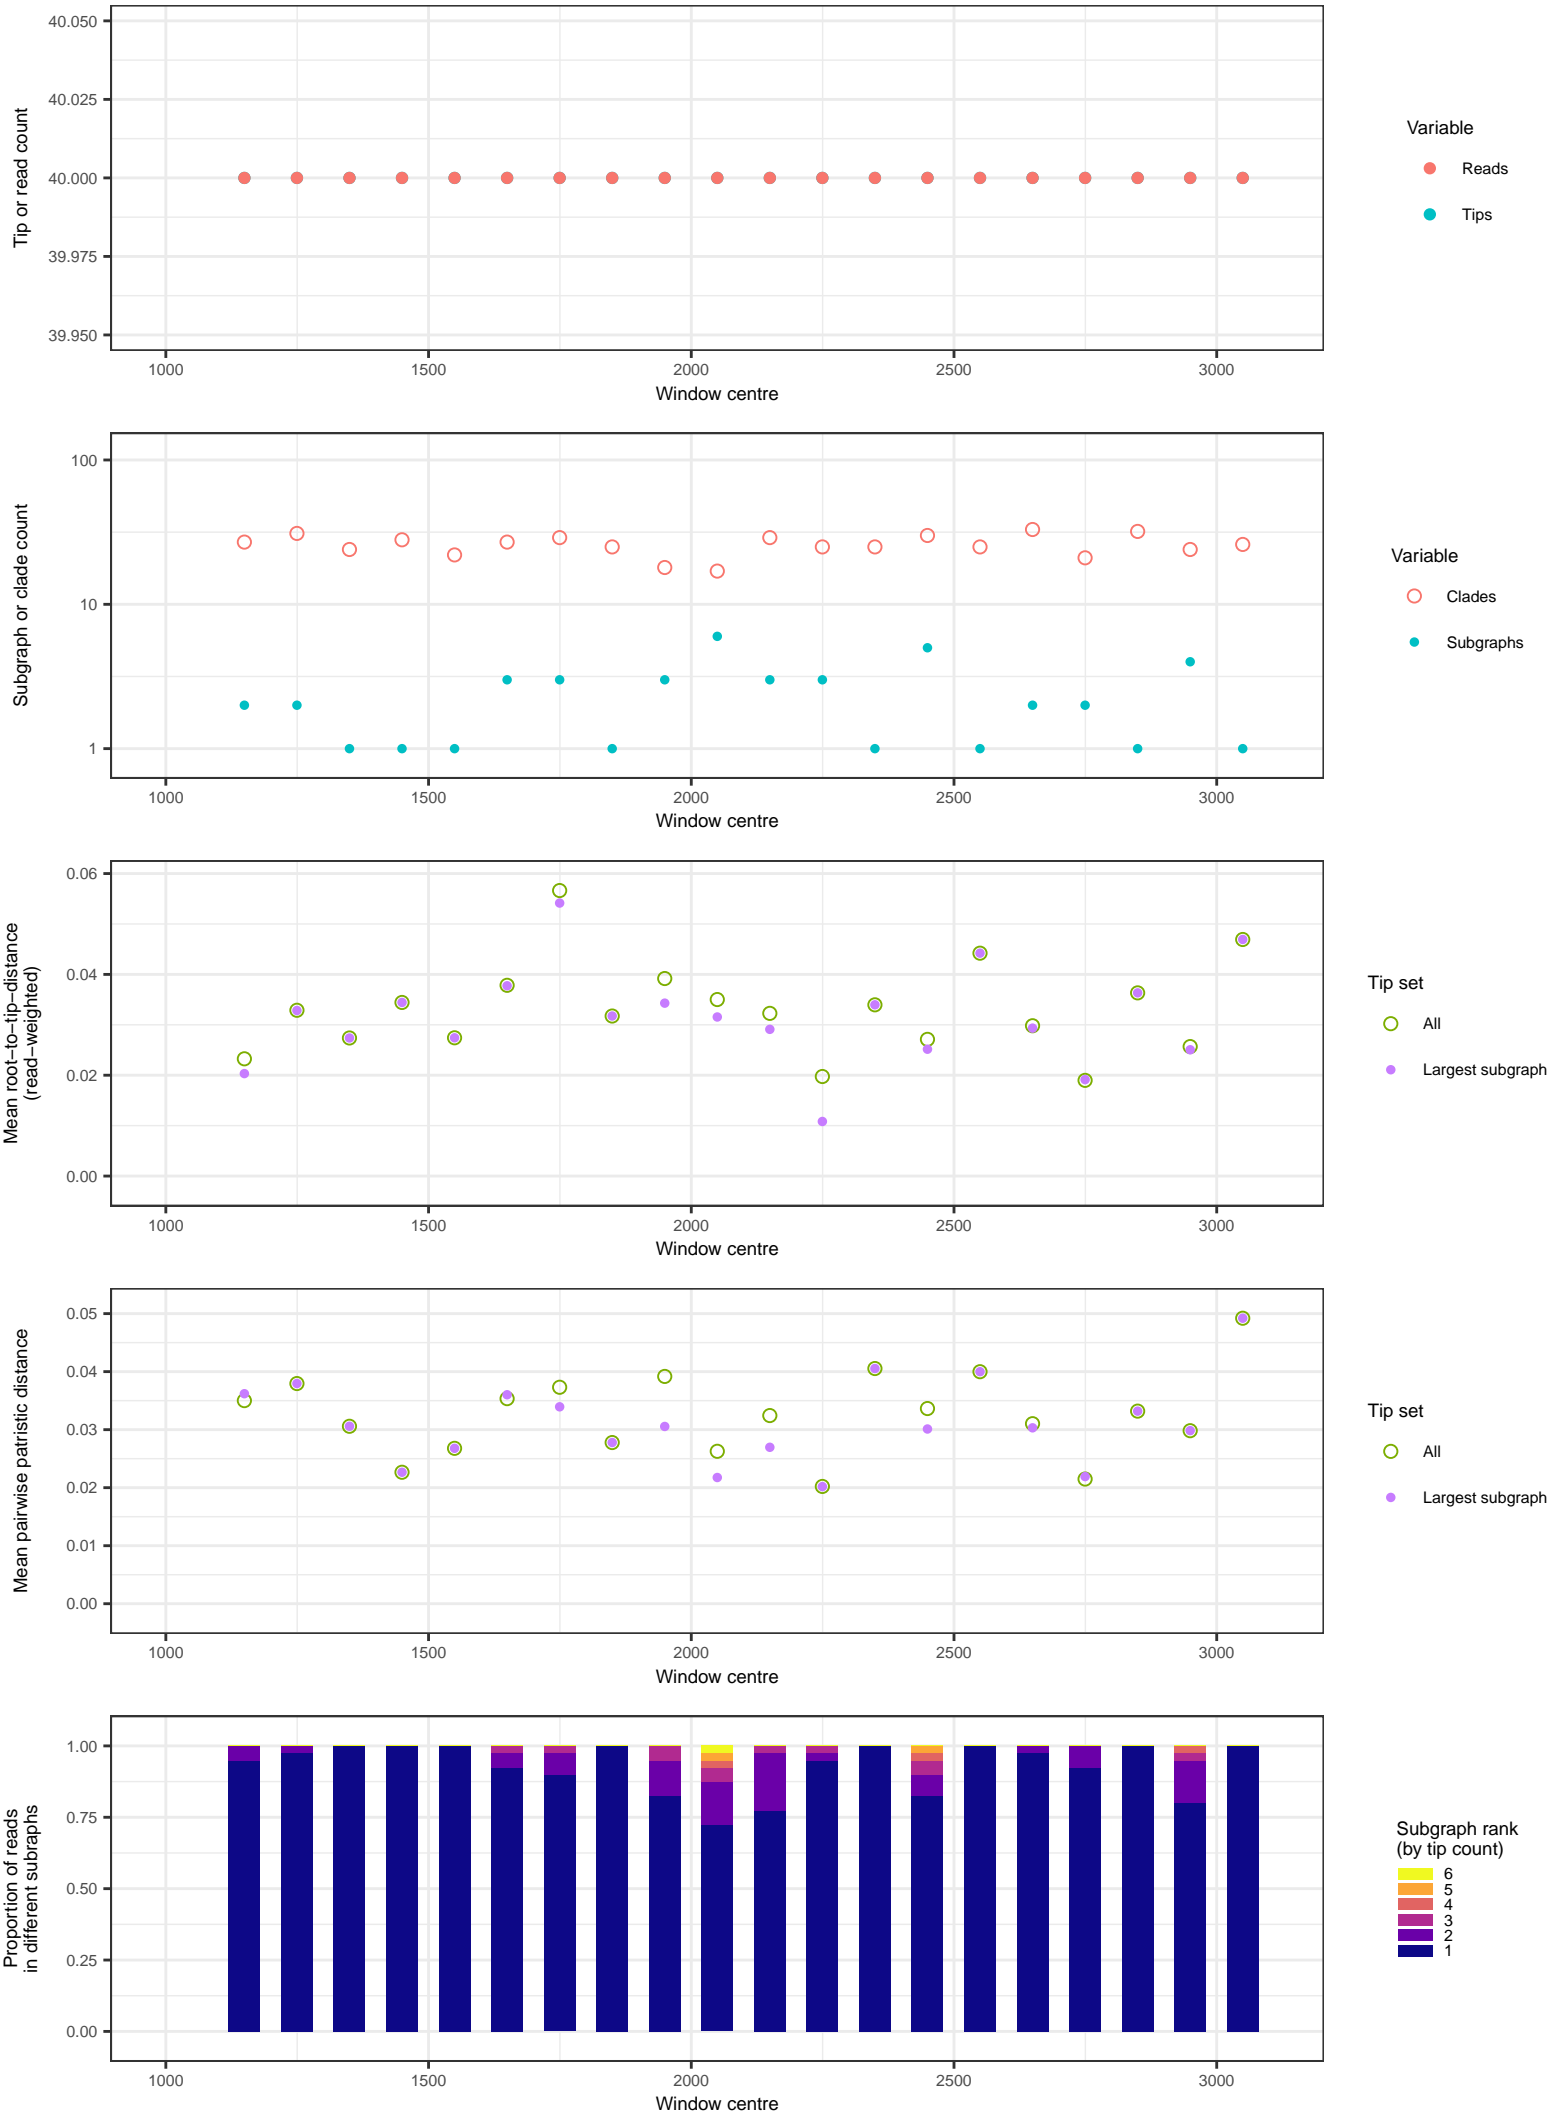 40.050
40.025
40.000
39.975
39.950
Tip or read count
1000 1500 2000 2500 3000
Window centre
Variable
Reads
Tips
100
10
1
Subgraph or clade count
1000 1500 2000 2500 3000
Window centre
Variable
Clades
Subgraphs
0.06
0.04
0.02
0.00
Mean root−to−tip−distance
(read−weighted)
1000 1500 2000 2500 3000
Window centre
Tip set
All
Largest subgraph
0.05
0.04
0.03
0.02
0.01
0.00
Mean pairwise patristic distance
1000 1500 2000 2500 3000
Window centre
Tip set
All
Largest subgraph
1.00
0.75
0.50
0.25
0.00
Proportion of reads
in different subraphs
1000 1500 2000 2500 3000
Window centre
Subgraph rank
(by tip count)
6
5
4
3
2
1